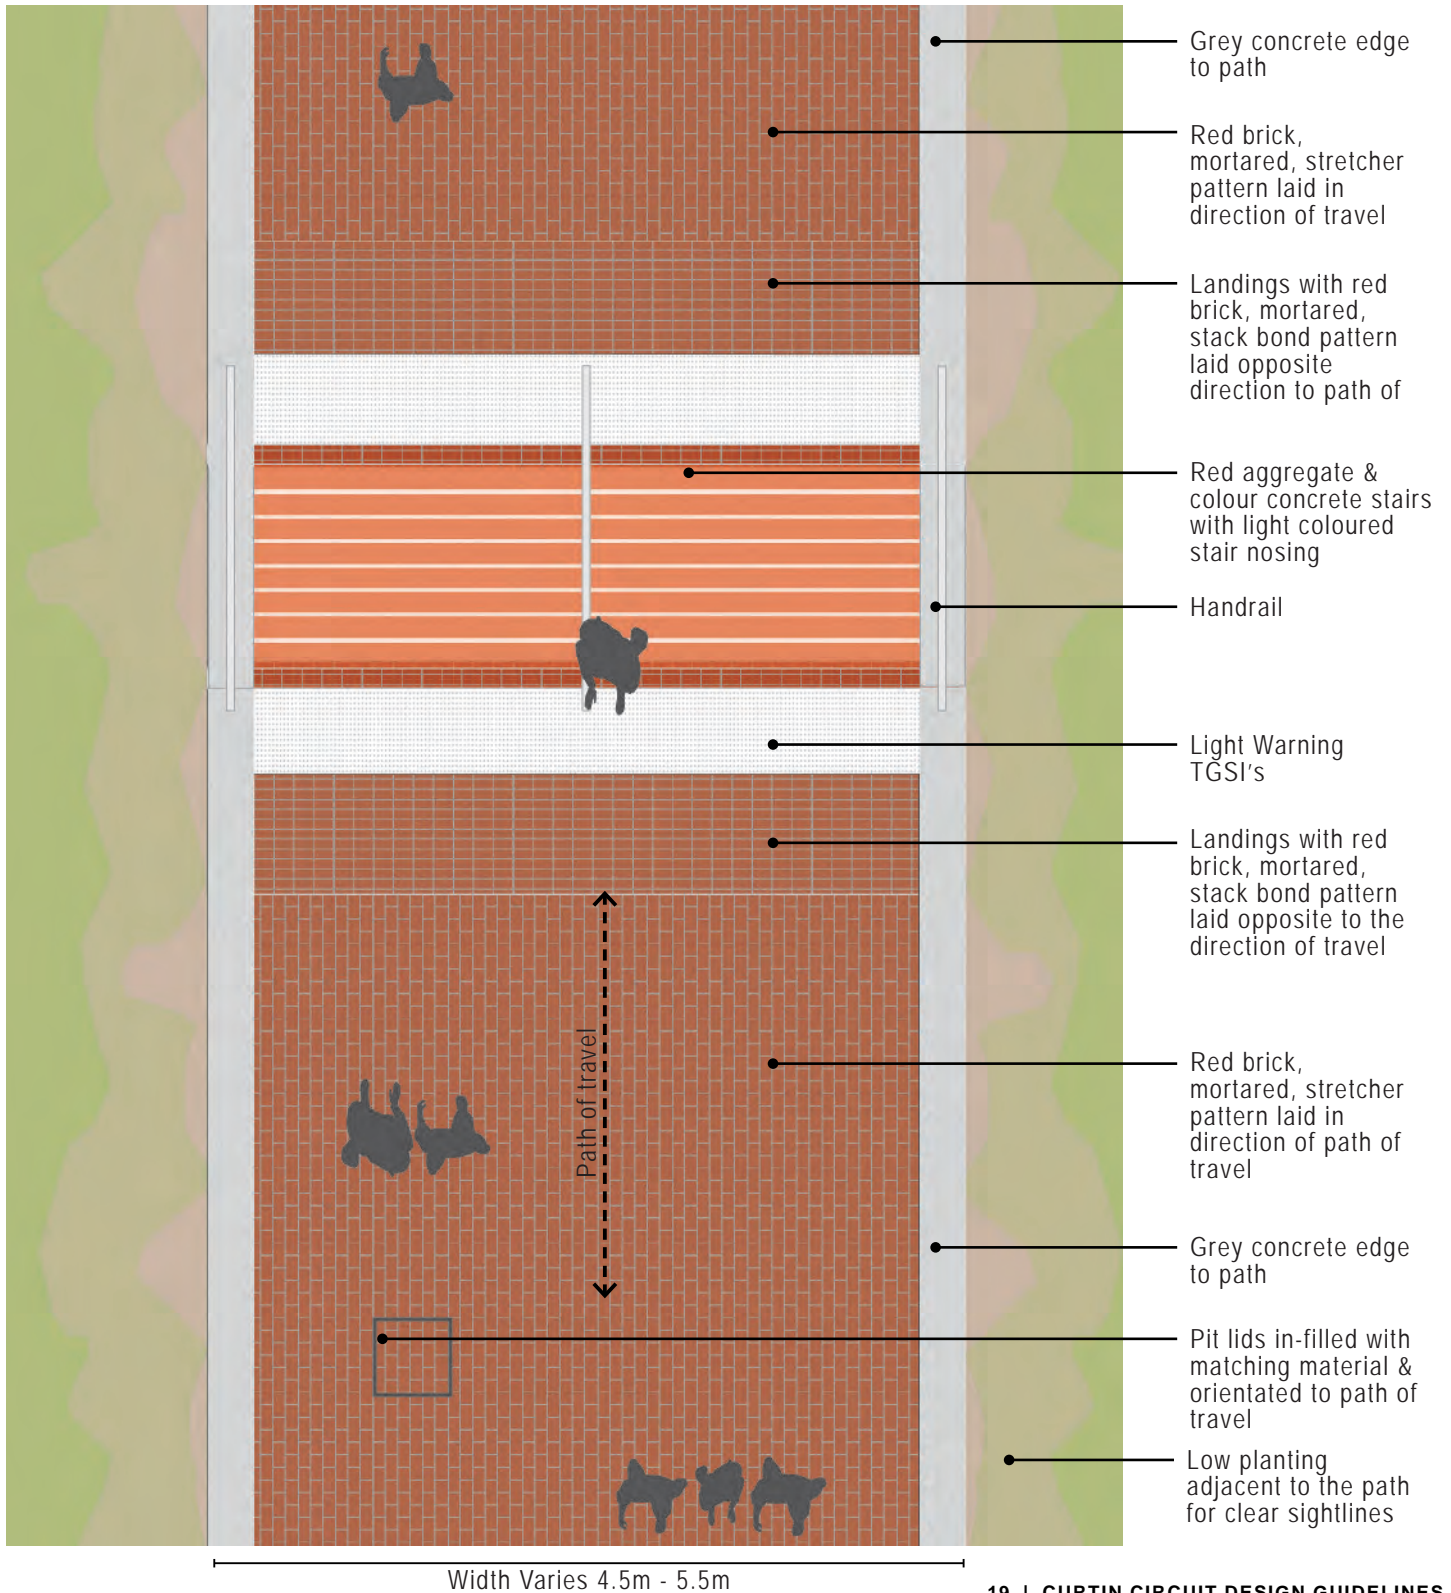 Grey concrete edge
to path
Red brick,
mortared, stretcher
pattern laid in
direction of travel
Landings with red
brick, mortared,
stack bond pattern
laid opposite
direction to path of
Red aggregate &
colour concrete stairs
with light coloured
stair nosing
Handrail
Light Warning
TGSI's
Landings with red
brick, mortared,
stack bond pattern
laid opposite to the
direction of travel
Path of travel
Red brick,
mortared, stretcher
pattern laid in
direction of path of
travel
Grey concrete edge
to path
Pit lids in-filled with
matching material &
orientated to path of
travel
Low planting
adjacent to the path
for clear sightlines
Width Varies 4.5m - 5.5m
19 | CURTIN CIRCUIT DESIGN GUIDELINES